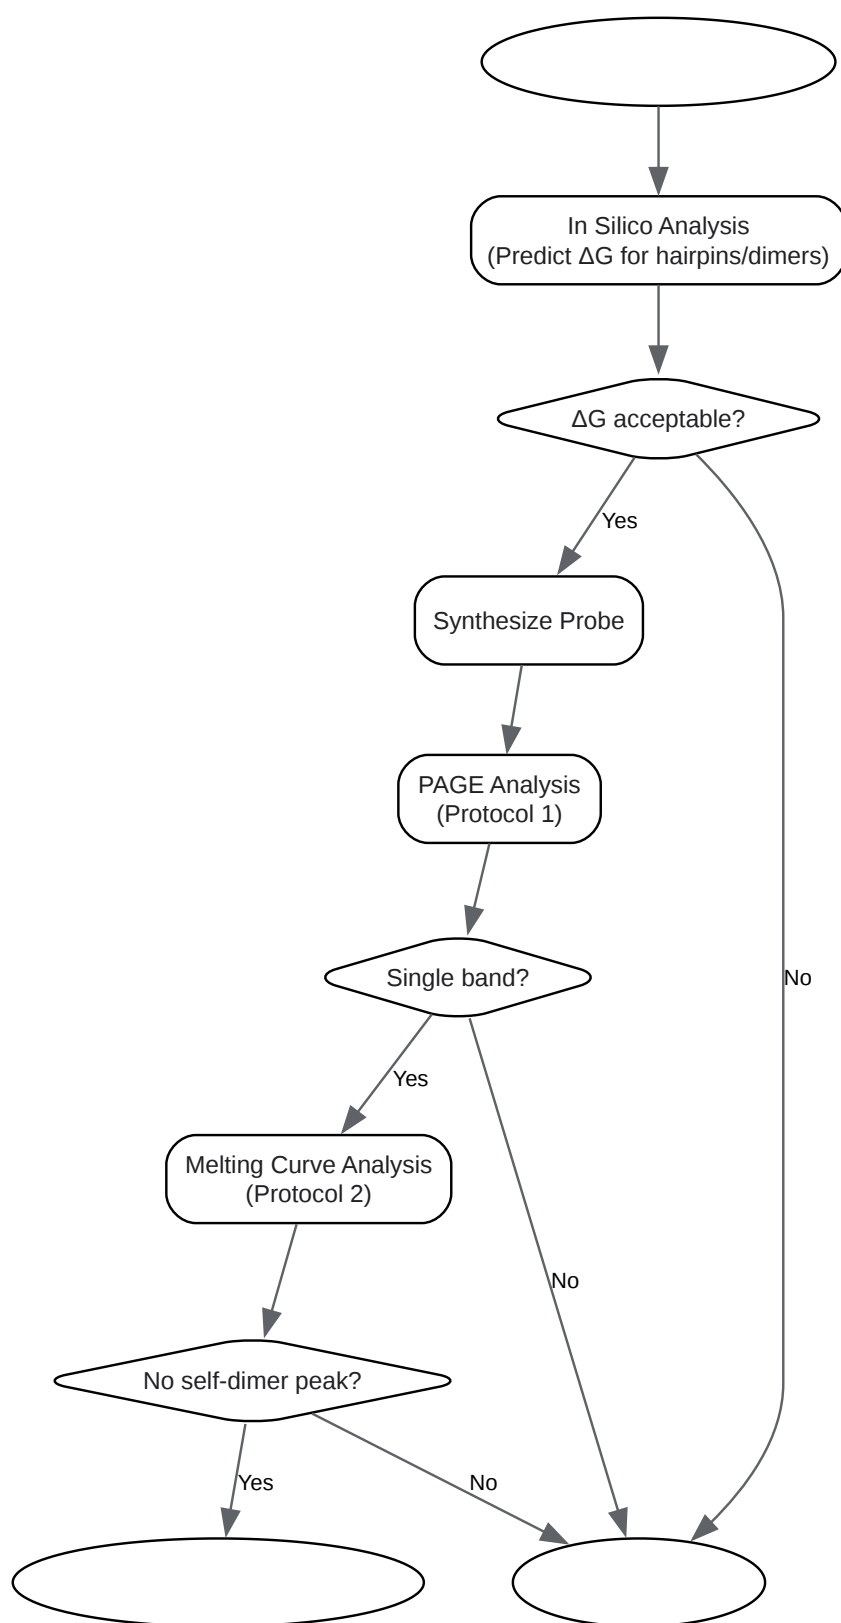 In Silico Analysis
(Predict ΔG for hairpins/dimers)
ΔG acceptable?
Yes
Synthesize Probe
PAGE Analysis
(Protocol 1)
Single band?
No
Yes
Melting Curve Analysis
(Protocol 2)
No
No self-dimer peak?
Yes
No